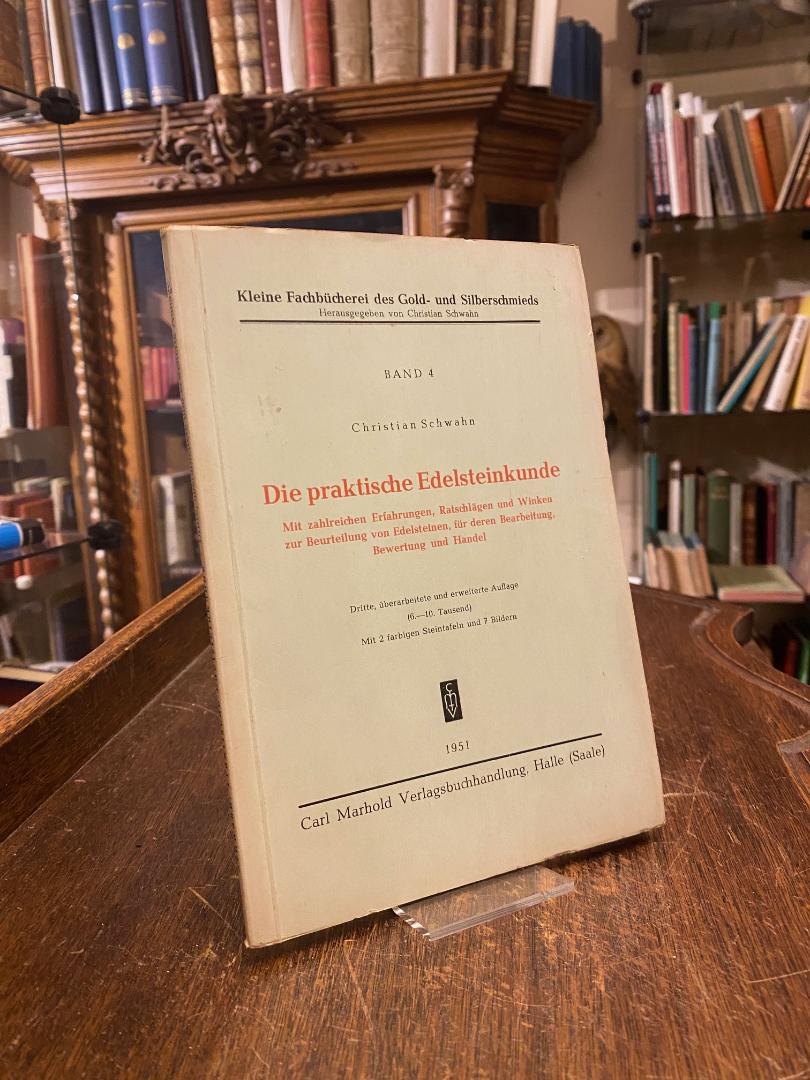 Kleine Fachbücherei des Gold- und Silberschmieds
Herausgegeben von Christian Schwahn
BAND 4
Christian Schwahn
Die praktische Edelsteinkunde
Mit zahlreichen Erfahrungen, Ratschlägen und Winken
zur Beurteilung von Edelsteinen, für deren Bearbeitung,
Bewertung und Handel
Dritte, überarbeitete und erweiterte Auflage
(6.—10. Tausend)
Mit 2 farbigen Steintafeln und 7 Bildern
1951
Carl Marhold Verlagsbuchhandlung, Halle (Saale)